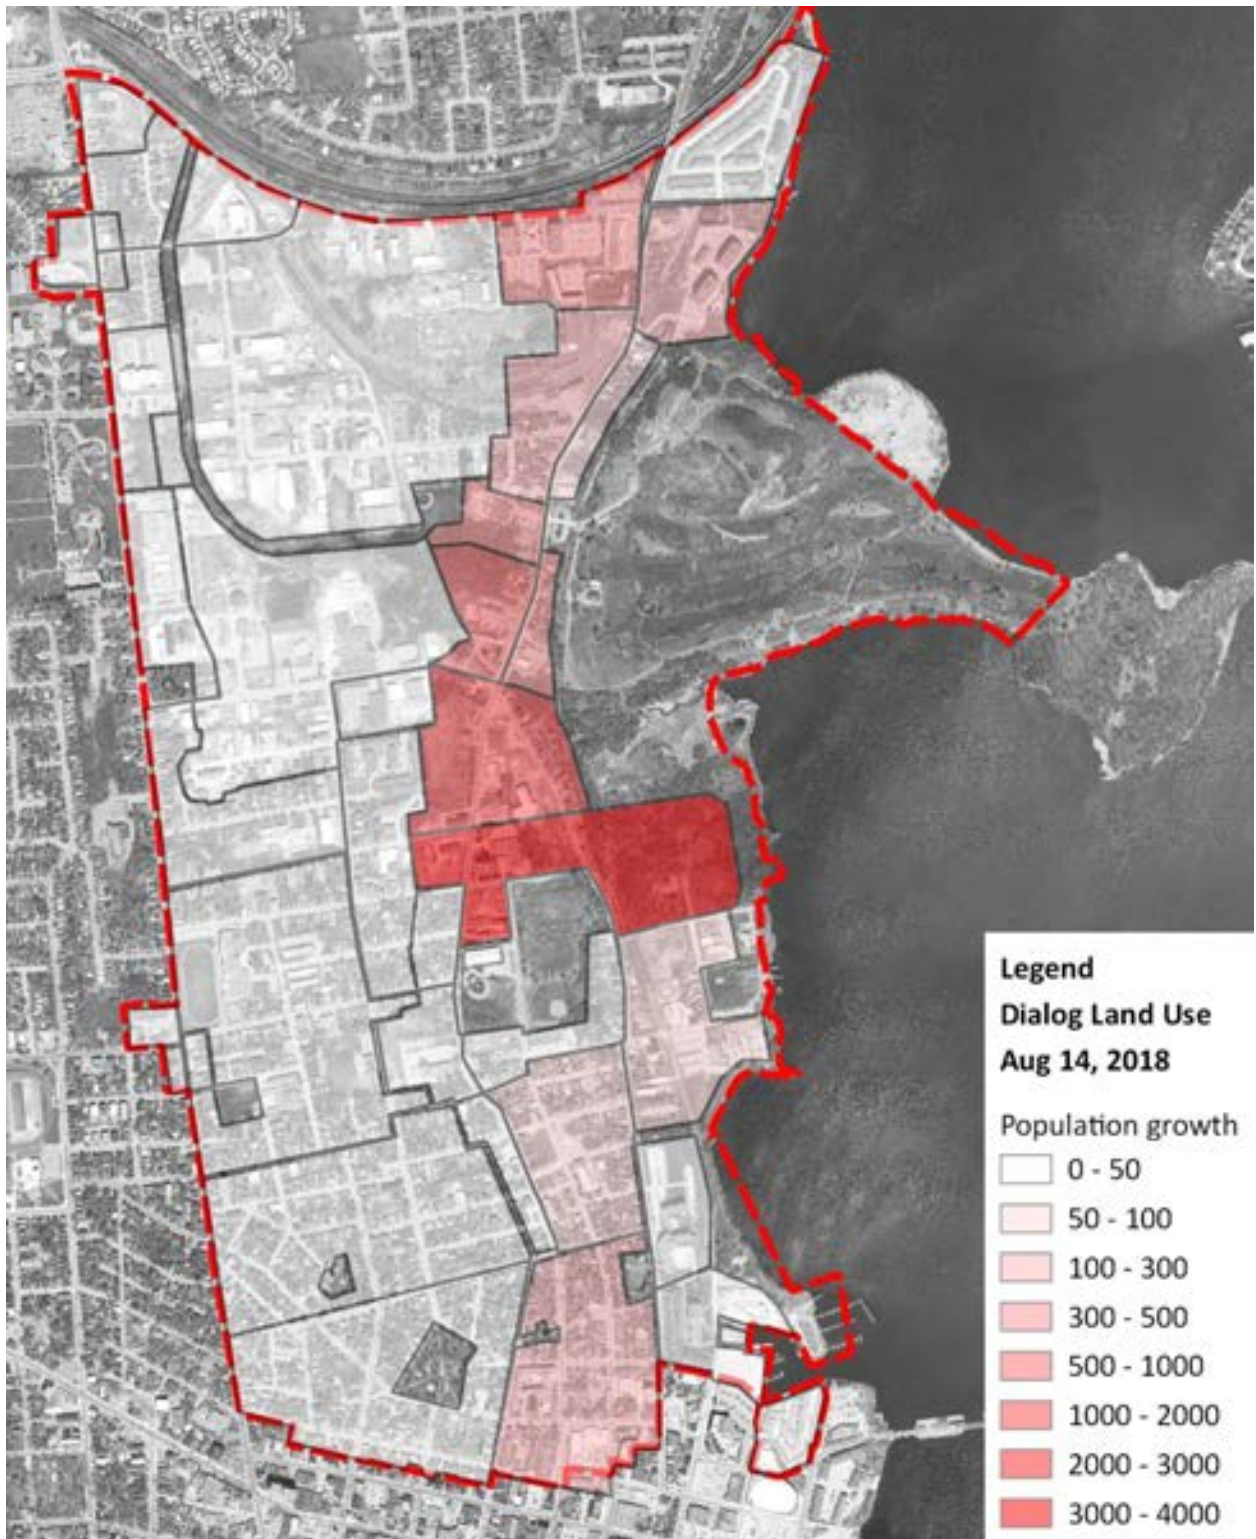 Legend
Dialog Land Use
Aug 14, 2018
Population growth
0 - 50
50 - 100
100 - 300
300 - 500
500 - 1000
1000 - 2000
2000 - 3000
3000 - 4000